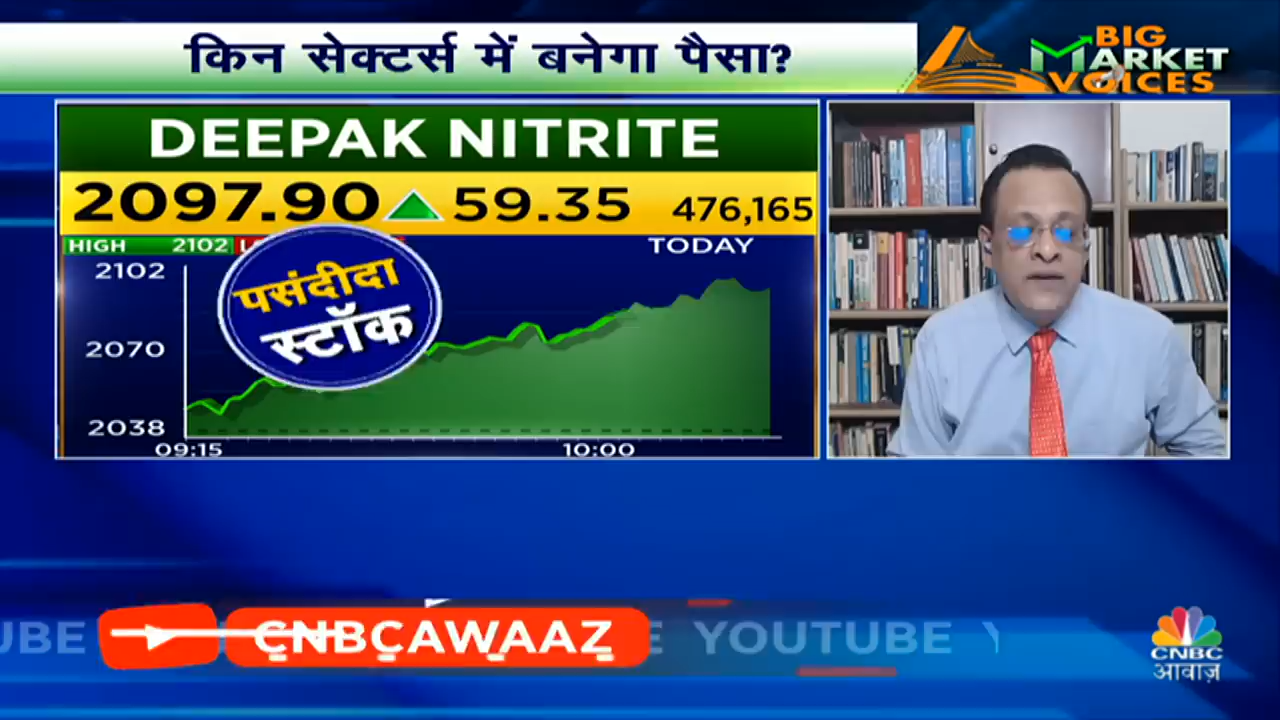 किन सेक्टर्स में बनेगा पैसा?
BIG
MARKET
VOICES
DEEPAK NITRITE
2097.90 59.35 476,165
HIGH 2102
TODAY
2102
2070
2038
09:15 10:00
पसंदीदा
स्टॉक
CNBCAWAAZ
YOUTUBE
CNBC
आवाज़